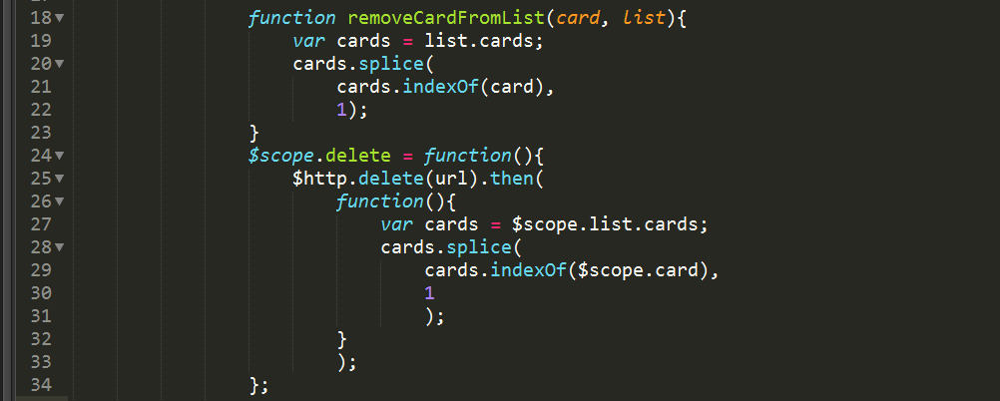 18 function removeCardFromList(card, list){
19 var cards = list.cards;
20 cards.splice(
21 cards.indexOf(card),
22 1);
23 }
24 $scope.delete = function(){
25 $http.delete(url).then(
26 function(){
27 var cards = $scope.list.cards;
28 cards.splice(
29 cards.indexOf($scope.card),
30 1
31 );
32 }
33 );
34 };